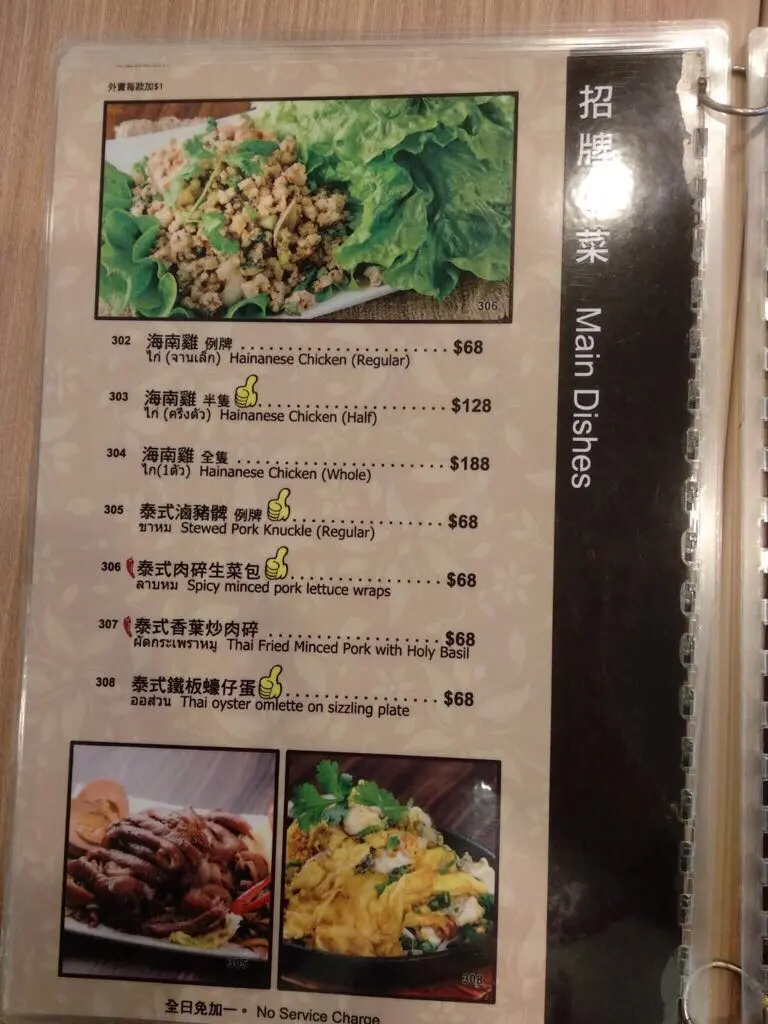 外賣每款加$1
招牌 菜 Main Dishes
306
302 海南雞 例牌 $68
ไก่ (จานเล็ก) Hainanese Chicken (Regular)
303 海南雞 半隻 $128
ไก่ (ครึ่งตัว) Hainanese Chicken (Half)
304 海南雞 全隻 $188
ไก่(1ตัว) Hainanese Chicken (Whole)
305 泰式滷豬髀 例牌 $68
ขาหม Stewed Pork Knuckle (Regular)
306 泰式肉碎生菜包 $68
ลาบหม Spicy minced pork lettuce wraps
307 泰式香葉炒肉碎 $68
ผัดกระเพราหมู Thai Fried Minced Pork with Holy Basil
308 泰式鐵板蠔仔蛋 $68
ออส่วน Thai oyster omlette on sizzling plate
305
308
全日免加一。 No Service Charge